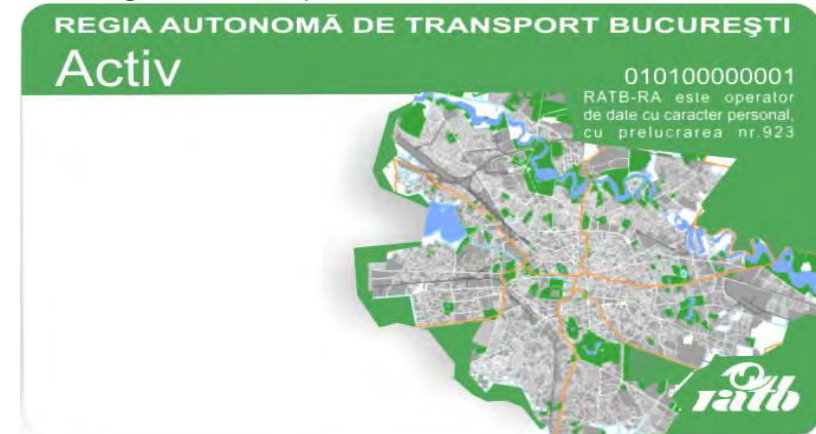 REGIA AUTONOMĂ DE TRANSPORT BUCUREŞTI
Activ
010100000001
RATB-RA este operator
de date cu caracter personal,
cu prelucrarea nr.923
ratb